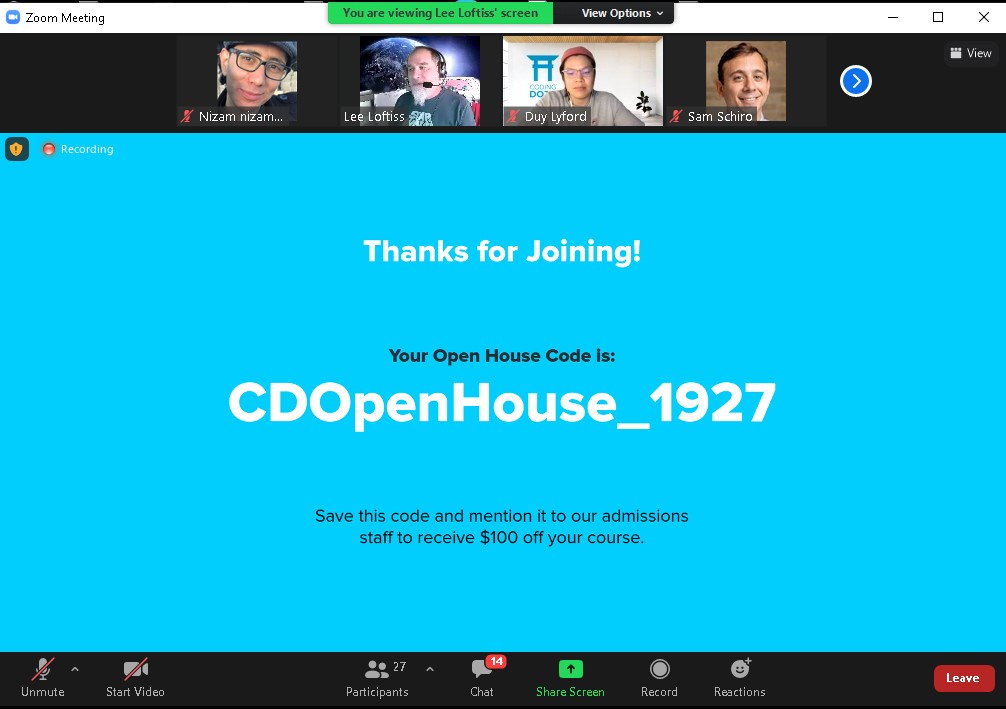 Zoom Meeting
You are viewing Lee Loftiss' screen
View Options
View
CODING
DOJ
Nizam nizam...
Lee Loftiss
Duy Lyford
Sam Schiro
Recording
Thanks for Joining!
Your Open House Code is:
CDOpenHouse_1927
Save this code and mention it to our admissions
staff to receive $100 off your course.
27
14
Unmute
Start Video
Participants
Chat
Share Screen
Record
Reactions
Leave